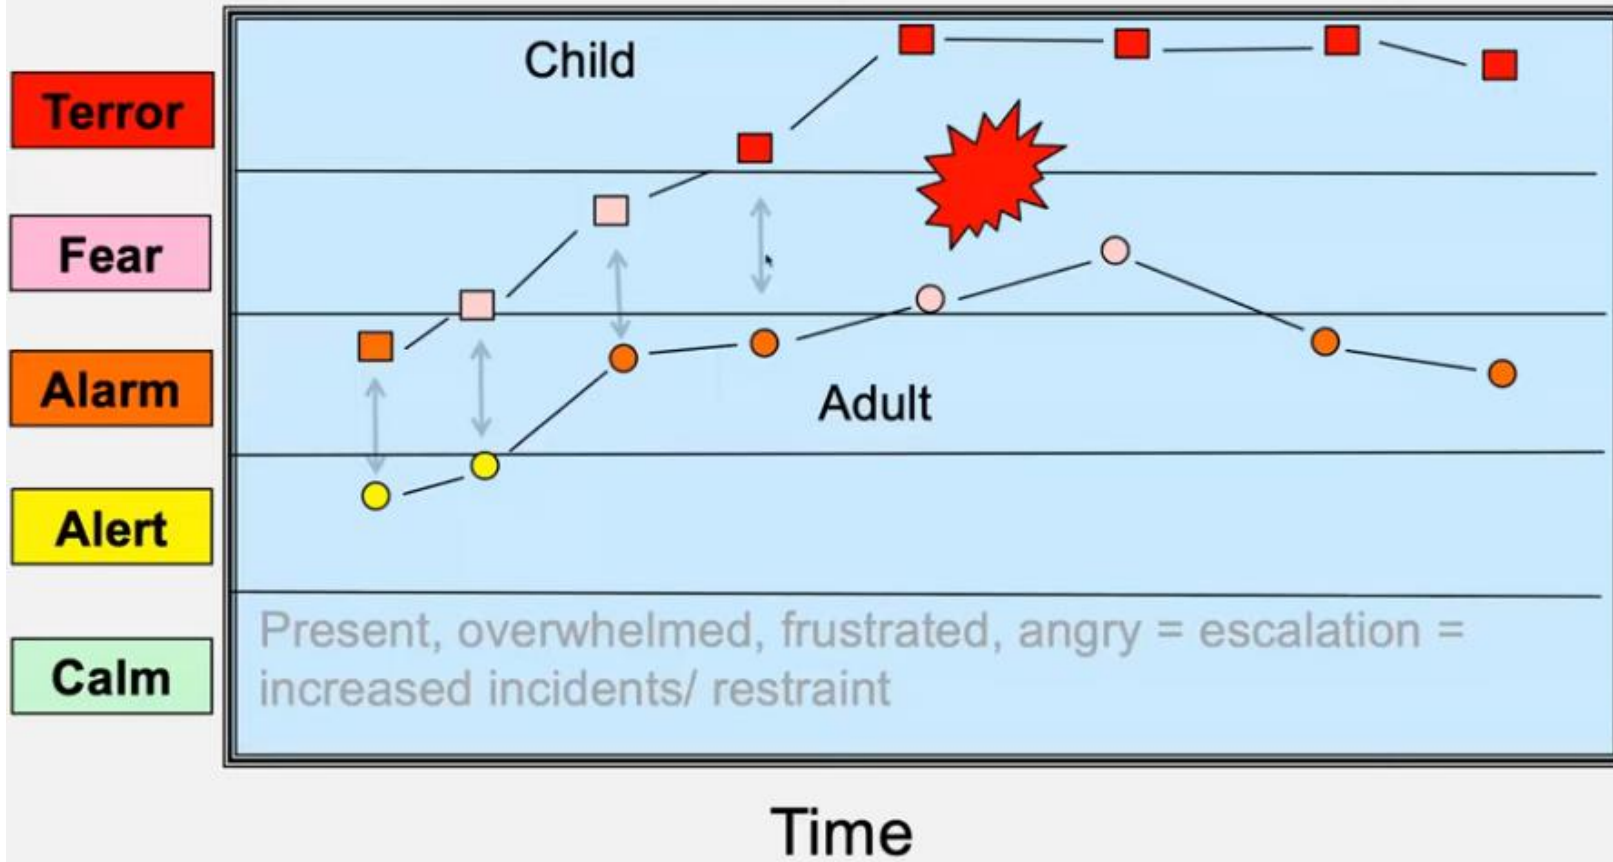 Child
Terror
Fear
Alarm
Adult
Alert
Present, overwhelmed, frustrated, angry = escalation =
increased incidents/ restraint
Calm
Time